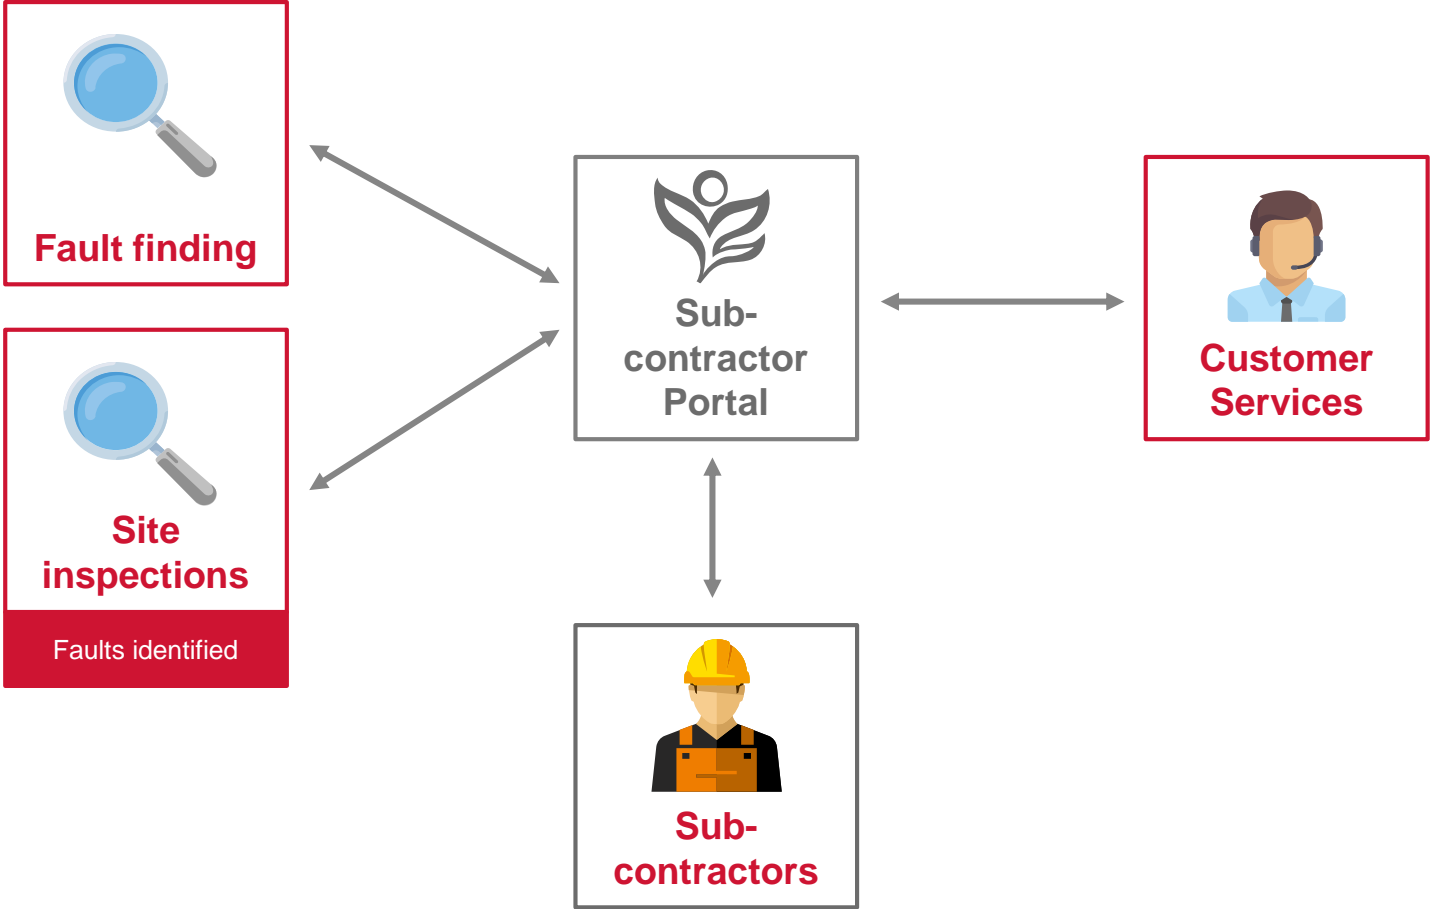 Fault finding
Site
inspections
Faults identified
Sub-
contractor
Portal
Sub-
contractors
Customer
Services